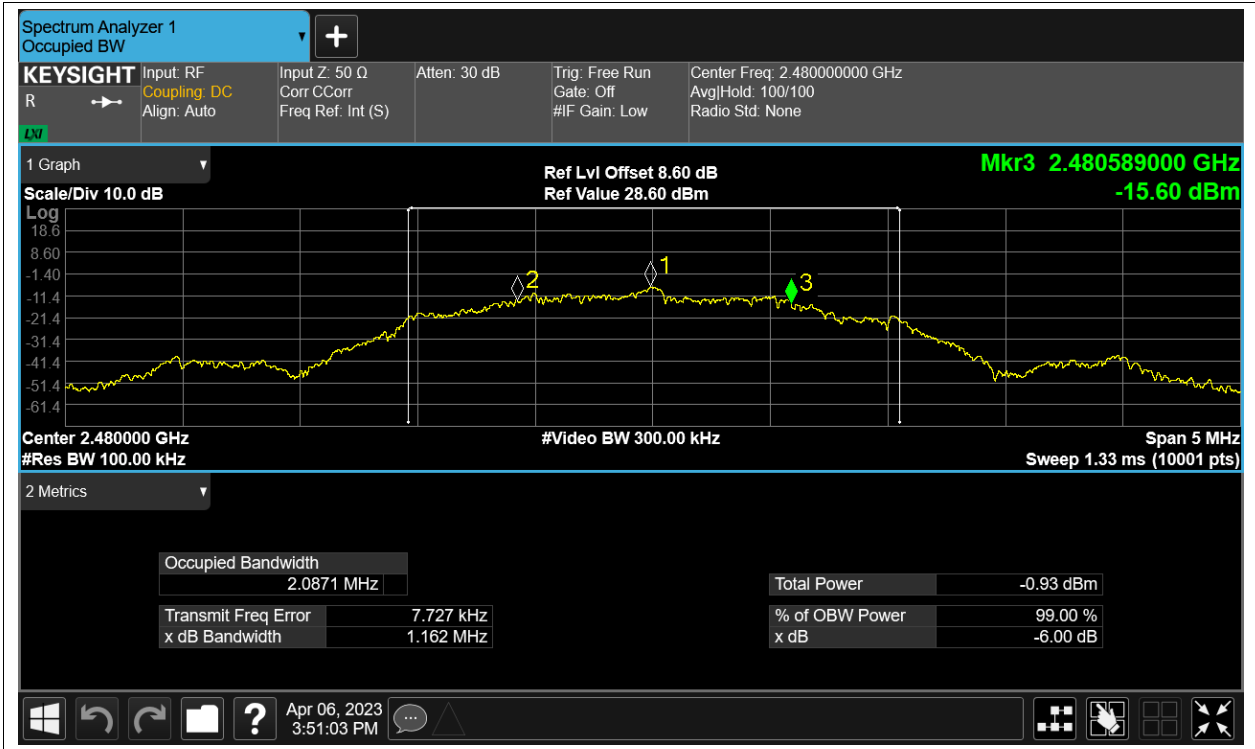 Spectrum Analyzer 1
Occupied BW
KEYSIGHT
R
LXI
Input: RF
Coupling: DC
Align: Auto
Input Z: 50 Ω
Corr CCorr
Freq Ref: Int (S)
Atten: 30 dB
Trig: Free Run
Gate: Off
#IF Gain: Low
Center Freq: 2.480000000 GHz
Avg|Hold: 100/100
Radio Std: None
1 Graph
Scale/Div 10.0 dB
Ref Lvl Offset 8.60 dB
Ref Value 28.60 dBm
Mkr3 2.480589000 GHz
-15.60 dBm
Log
18.6
8.60
-1.40
-11.4
-21.4
-31.4
-41.4
-51.4
-61.4
2
1
3
Center 2.480000 GHz
#Video BW 300.00 kHz
Span 5 MHz
#Res BW 100.00 kHz
Sweep 1.33 ms (10001 pts)
2 Metrics
Occupied Bandwidth
2.0871 MHz
Transmit Freq Error 7.727 kHz
x dB Bandwidth 1.162 MHz
Total Power -0.93 dBm
% of OBW Power 99.00 %
x dB -6.00 dB
?
Apr 06, 2023
3:51:03 PM